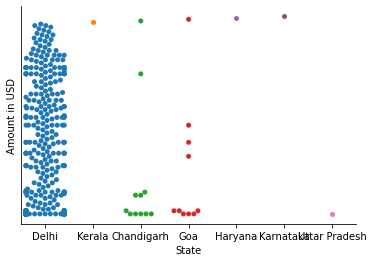 Amount in USD
Delhi Kerala Chandigarh Goa Haryana Karnataka Uttar Pradesh
State